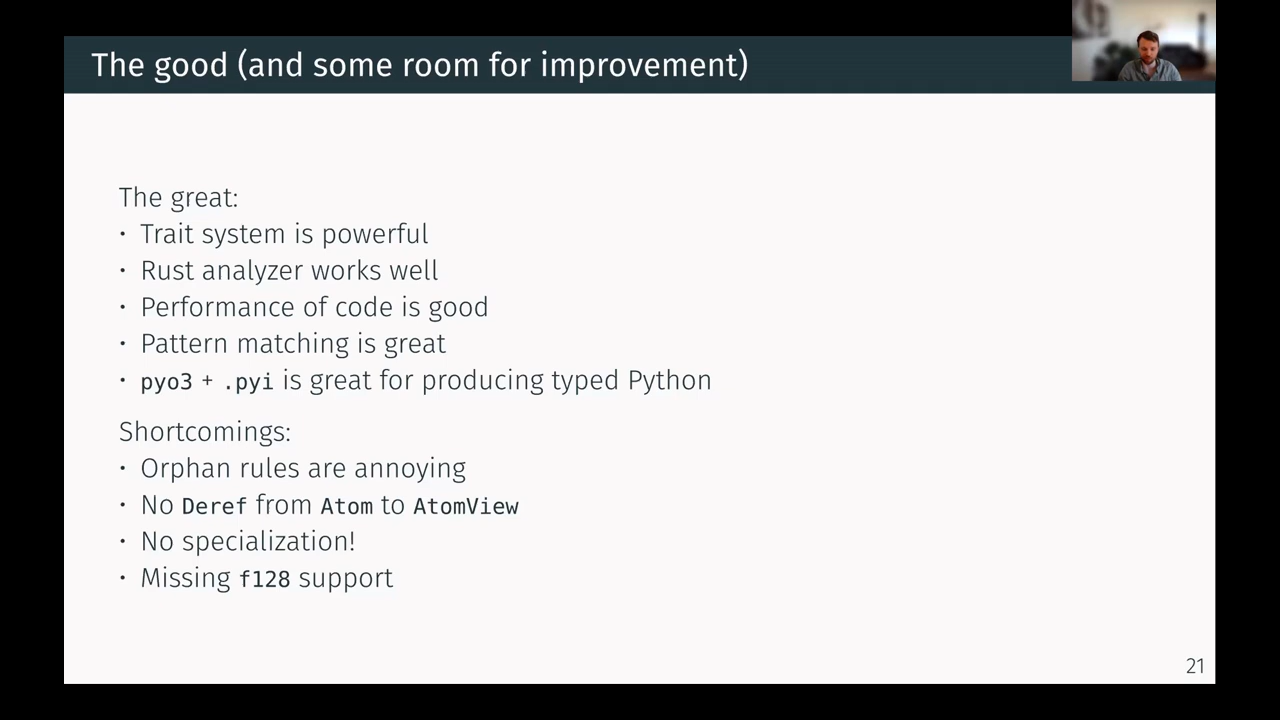 The good (and some room for improvement)
The great:
• Trait system is powerful
• Rust analyzer works well
• Performance of code is good
• Pattern matching is great
• pyo3 + .pyi is great for producing typed Python
Shortcomings:
• Orphan rules are annoying
• No Deref from Atom to AtomView
• No specialization!
• Missing f128 support
21